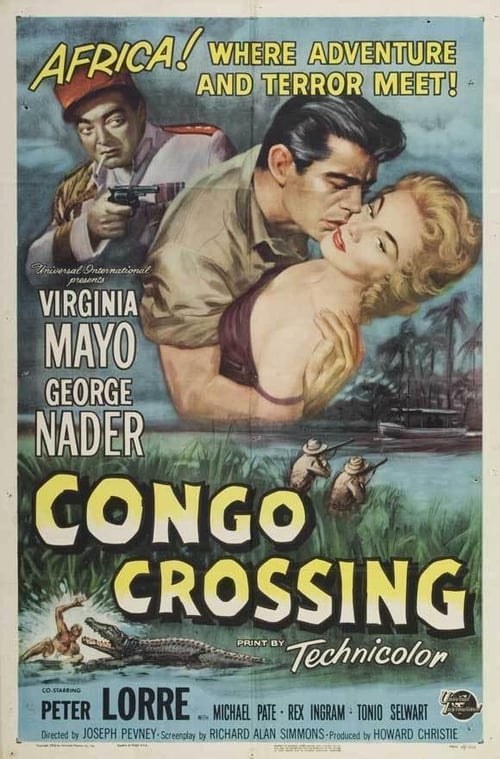 AFRICA! WHERE ADVENTURE
AND TERROR MEET!
Universal International
presents
VIRGINIA
MAYO
GEORGE
NADER
CONGO
CROSSING
PRINT BY
Technicolor
CO-STARRING
PETER LORRE WITH MICHAEL PATE · REX INGRAM · TONIO SELWART
Directed by JOSEPH PEVNEY · Screenplay by RICHARD ALAN SIMMONS · Produced by HOWARD CHRISTIE